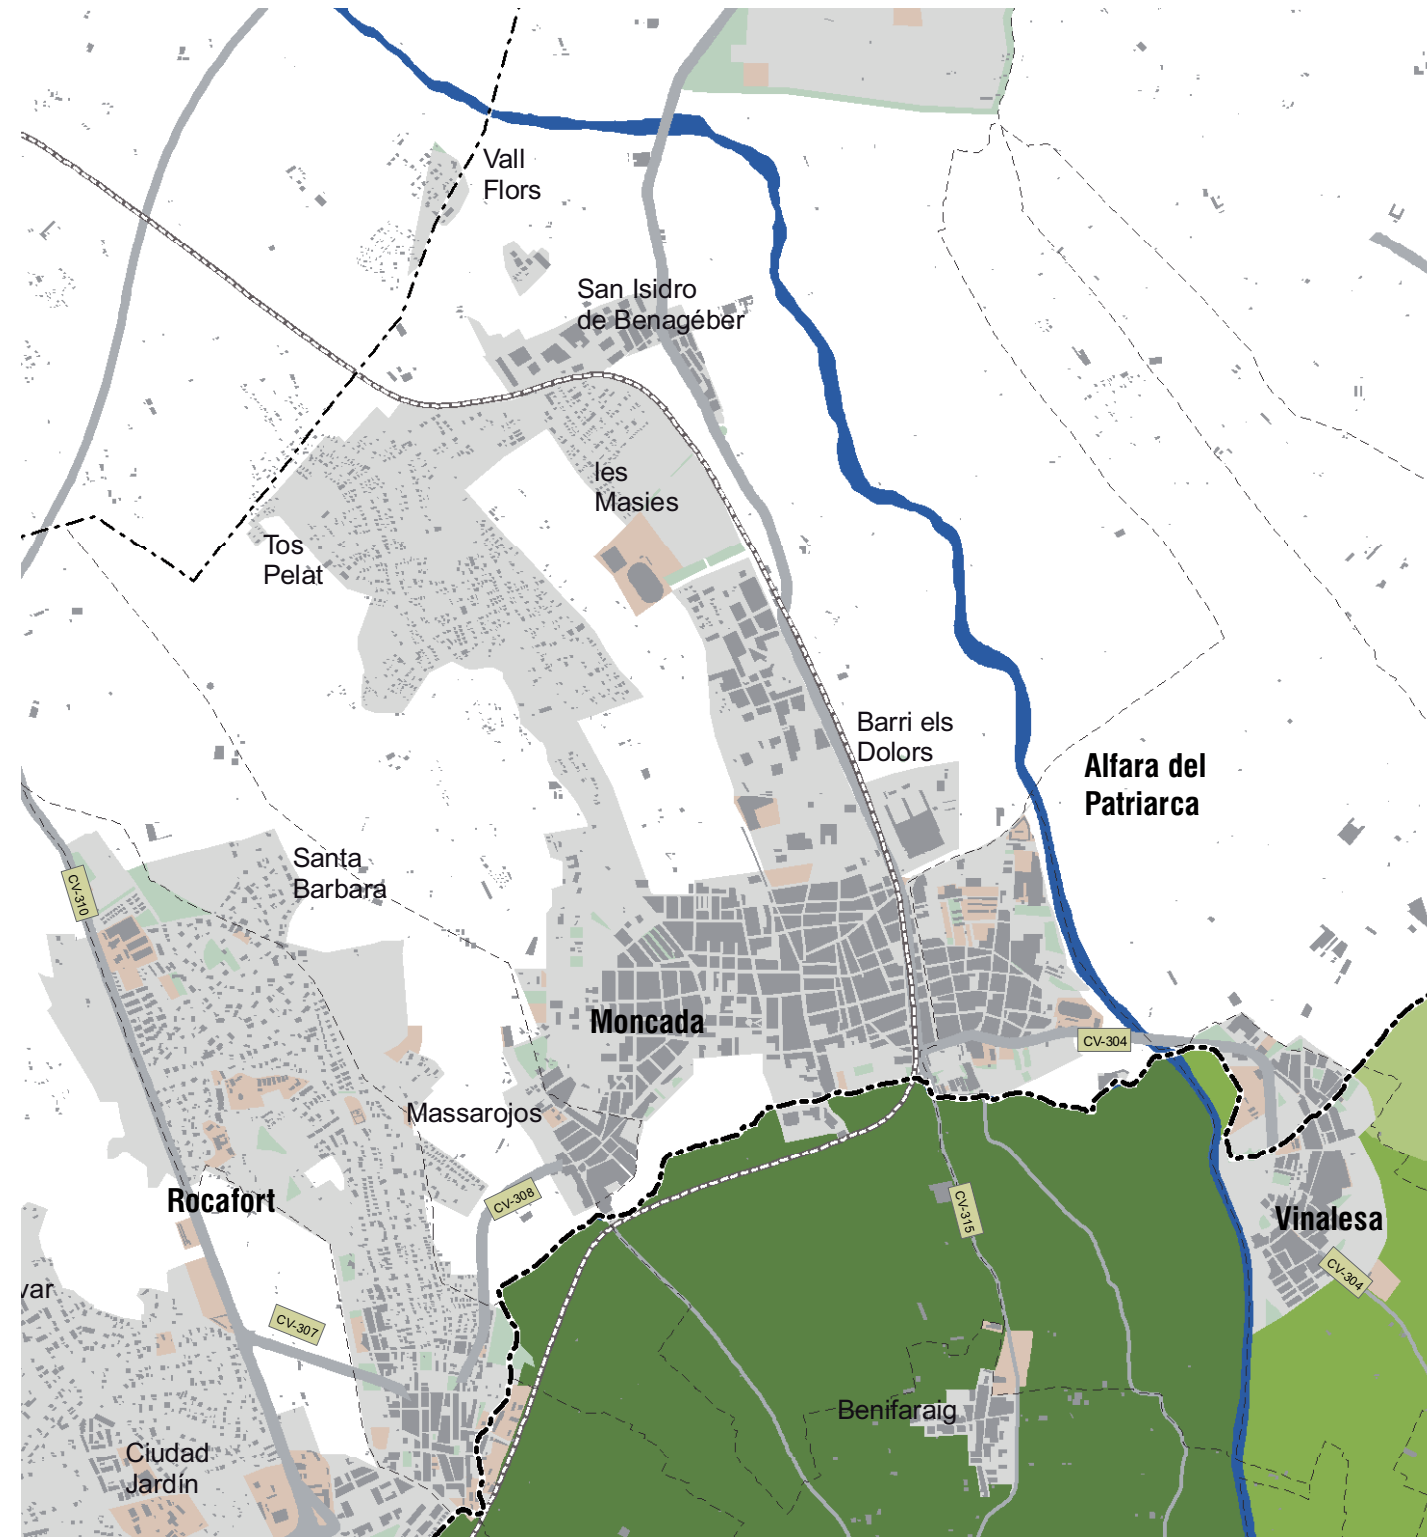 Vall
Flors
San Isidro
de Benagéber
les
Masies
Tos
Pelat
Barri els
Dolors
Alfara del
Patriarca
Santa
Barbara
CV-310
Moncada
CV-304
Massarojos
CV-308
Rocafort
CV-315
Vinalesa
CV-304
var
CV-307
Benifaraig
Ciudad
Jardín